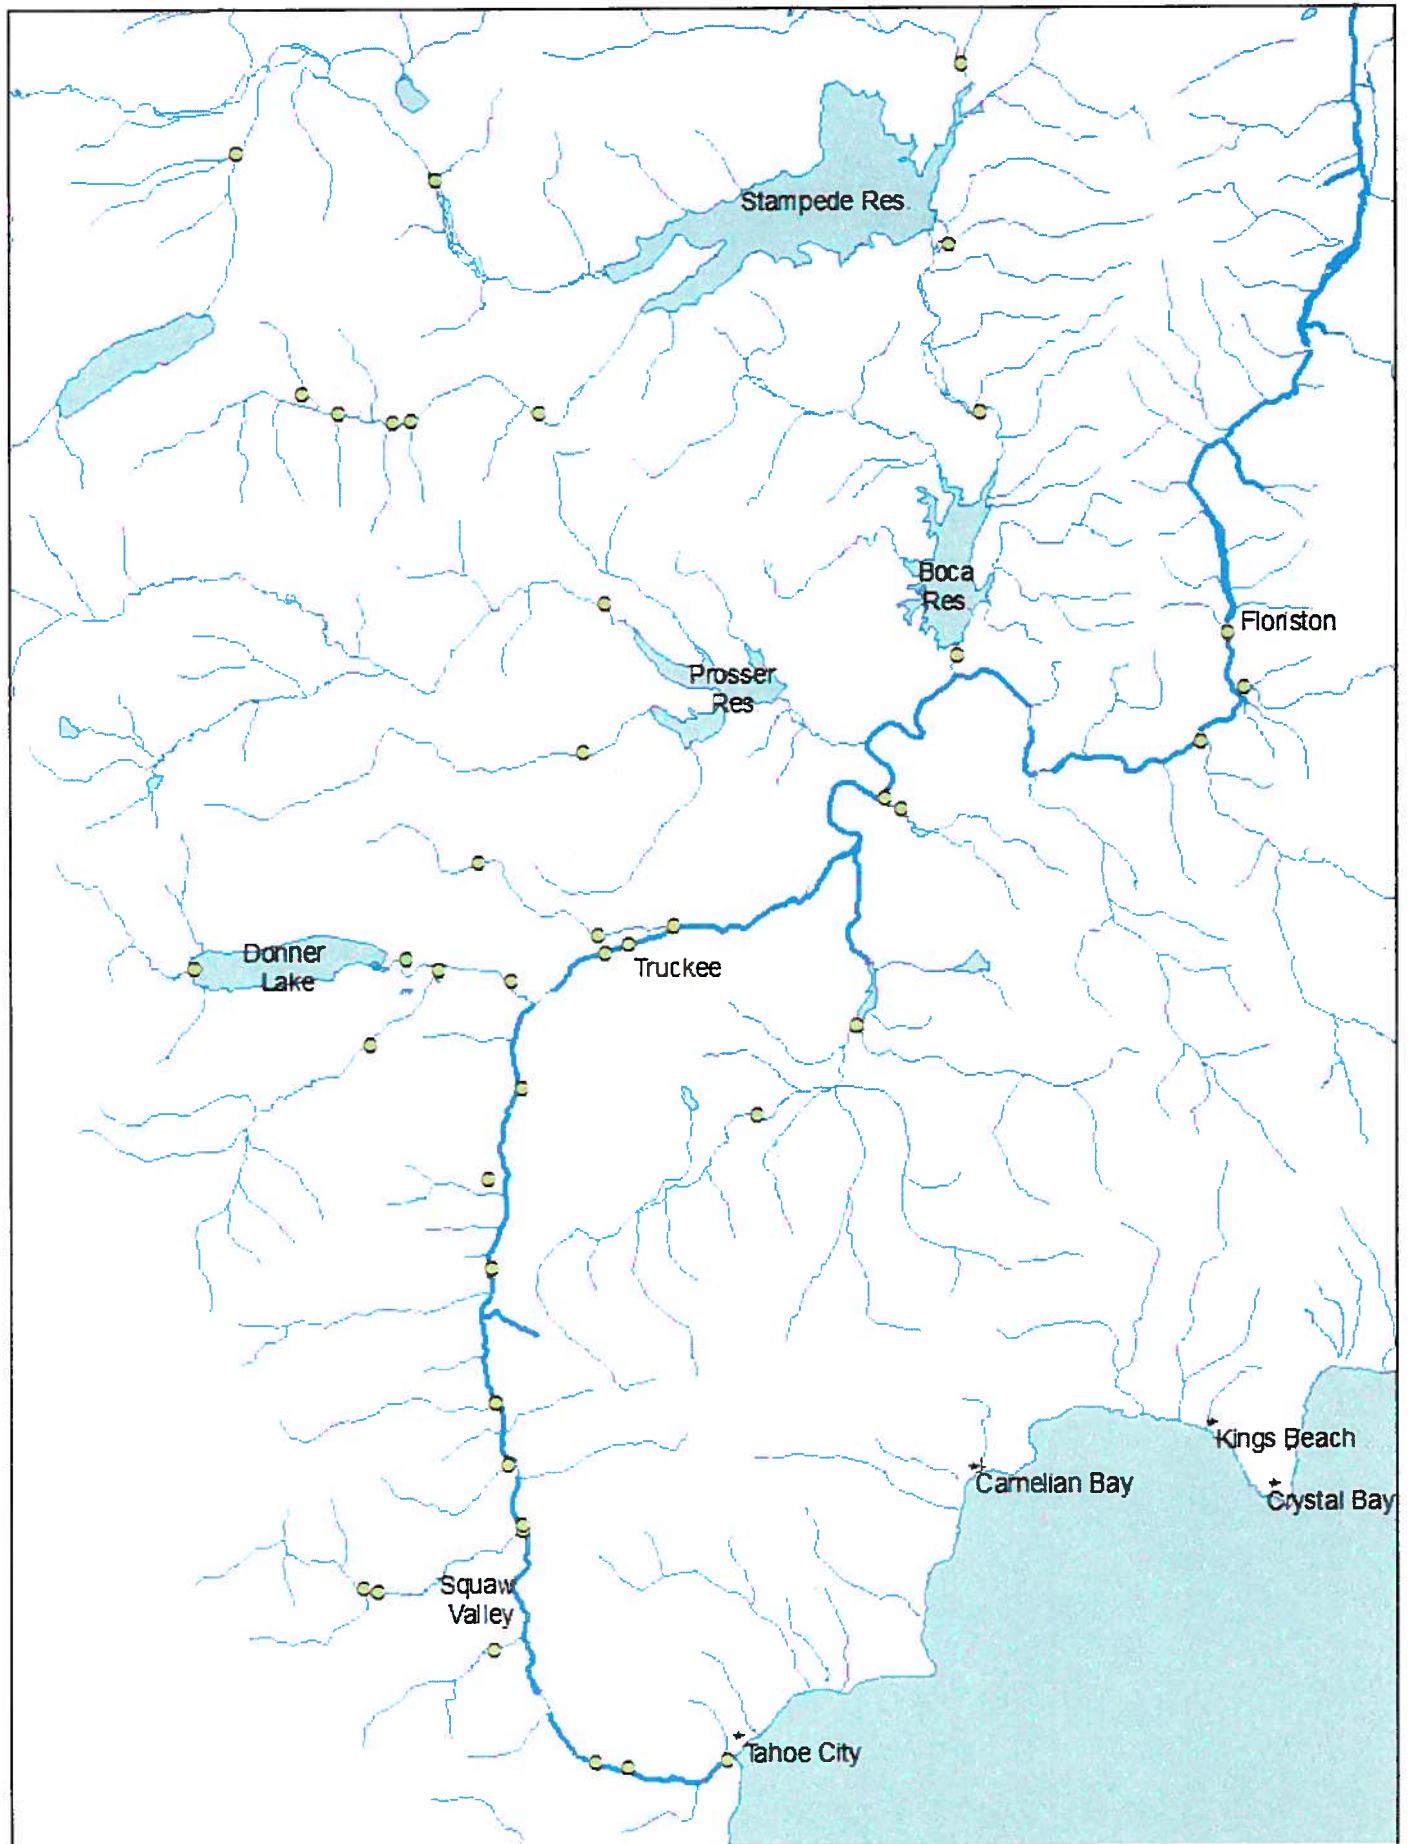 Stampede Res.
Boca
Res.
Floriston
Prosser
Res
Donner
Lake
Truckee
Kings Beach
Carnelian Bay
Crystal Bay
Squaw
Valley
Tahoe City